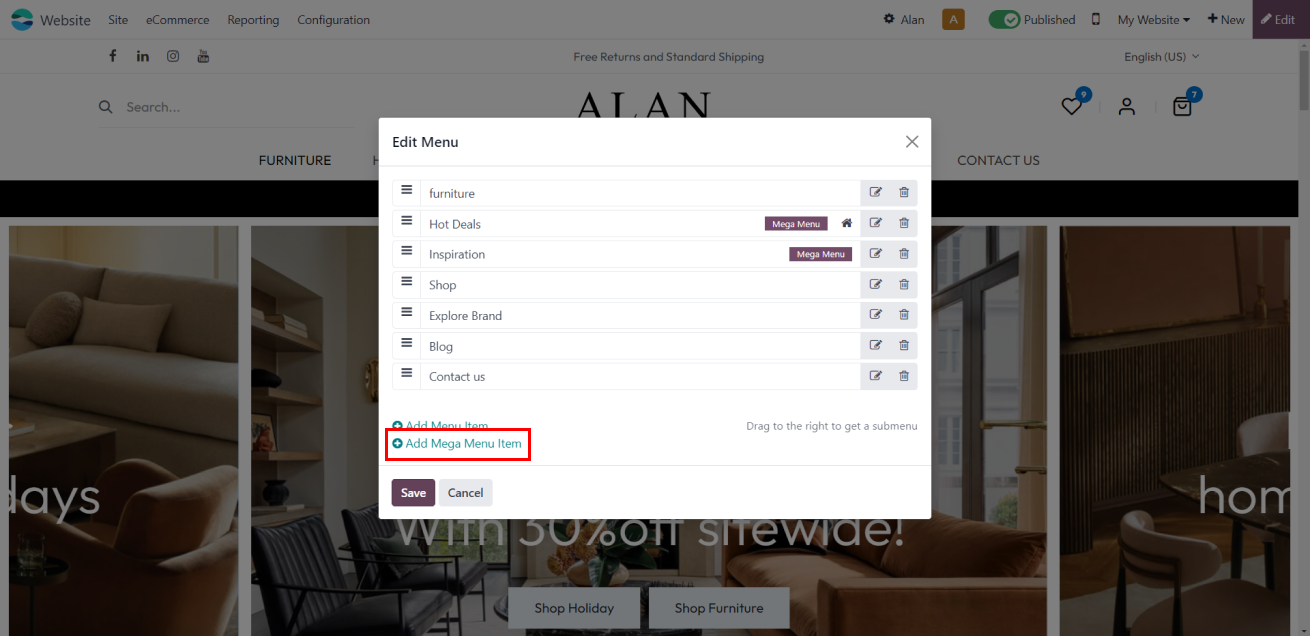 Website Site eCommerce Reporting Configuration Alan A Published My Website New Edit
Free Returns and Standard Shipping English (US)
Search... ALAN 9 7
FURNITURE H CONTACT US
Edit Menu
furniture
Hot Deals Mega Menu
Inspiration Mega Menu
Shop
Explore Brand
Blog
Contact us
Add Menu Item Drag to the right to get a submenu
Add Mega Menu Item
Save Cancel
days hom
With 30%off sitewide!
Shop Holiday Shop Furniture